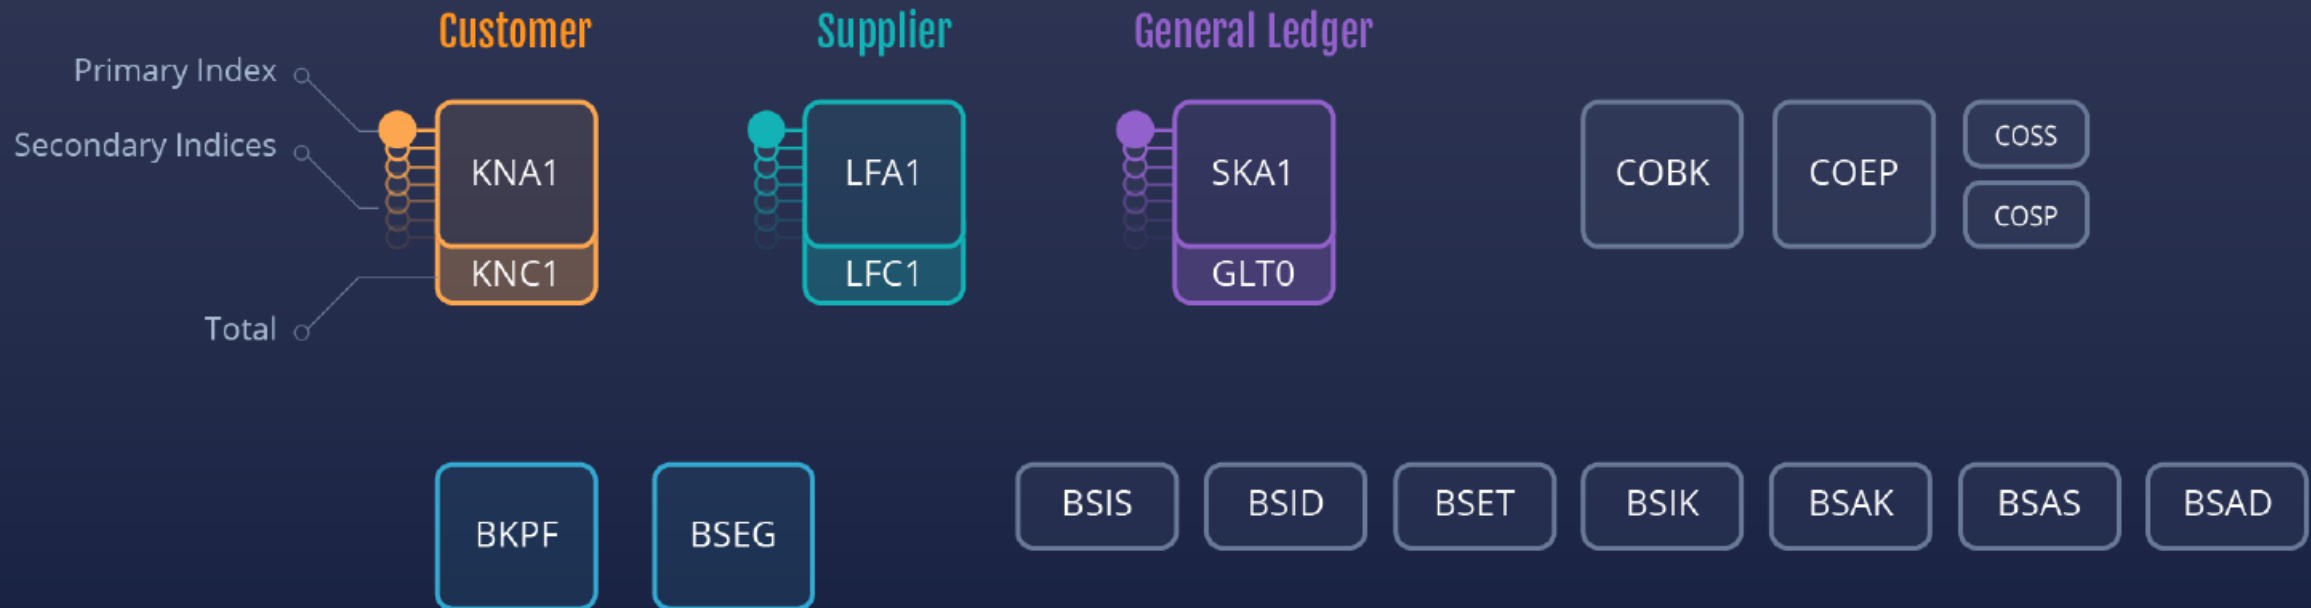 Customer
Supplier
General Ledger
Primary Index
Secondary Indices
Total
KNA1
KNC1
LFA1
LFC1
SKA1
GLT0
COBK
COEP
COSS
COSP
BKPF
BSEG
BSIS
BSID
BSET
BSIK
BSAK
BSAS
BSAD